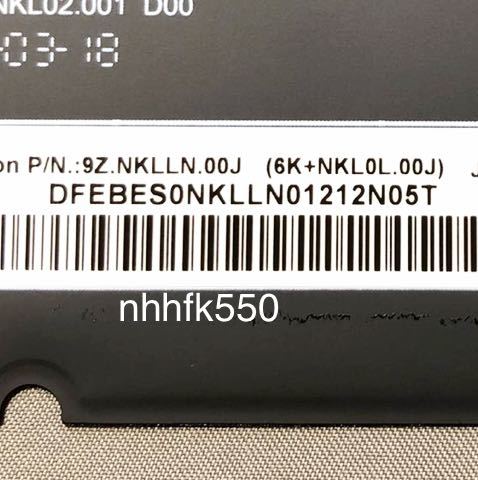 NKL02.001 D00
-03-18
on P/N.:9Z.NKLLN.00J (6K+NKL0L.00J) J
DFEBES0NKLLN01212N05T
nhhfk550